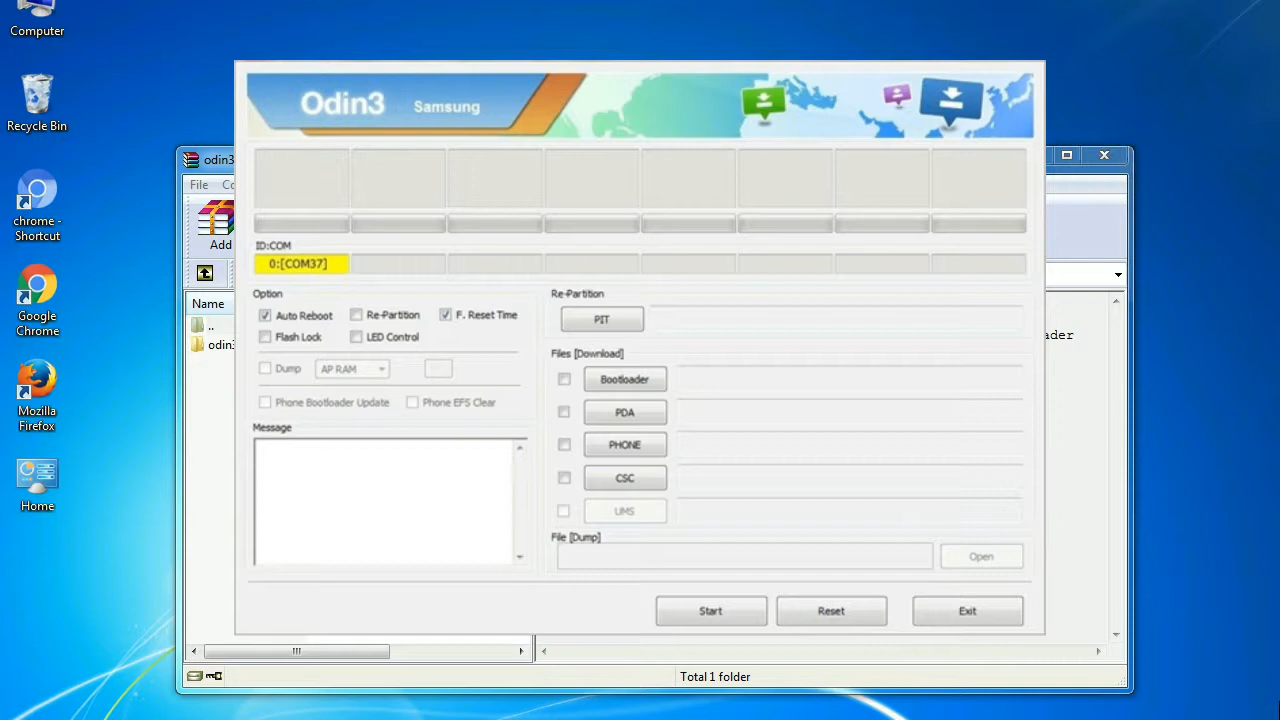 Computer
Recycle Bin
chrome -
Shortcut
Google
Chrome
Mozilla
Firefox
Home
odin3
File
Add
Name
..
odin3
ader
Total 1 folder
Odin3 Samsung
ID:COM
0:[COM37]
Option
Auto Reboot Re-Partition F. Reset Time
Flash Lock LED Control
Dump AP RAM
Phone Bootloader Update Phone EFS Clear
Message
Re-Partition
PIT
Files [Download]
Bootloader
PDA
PHONE
CSC
UMS
File [Dump]
Open
Start Reset Exit